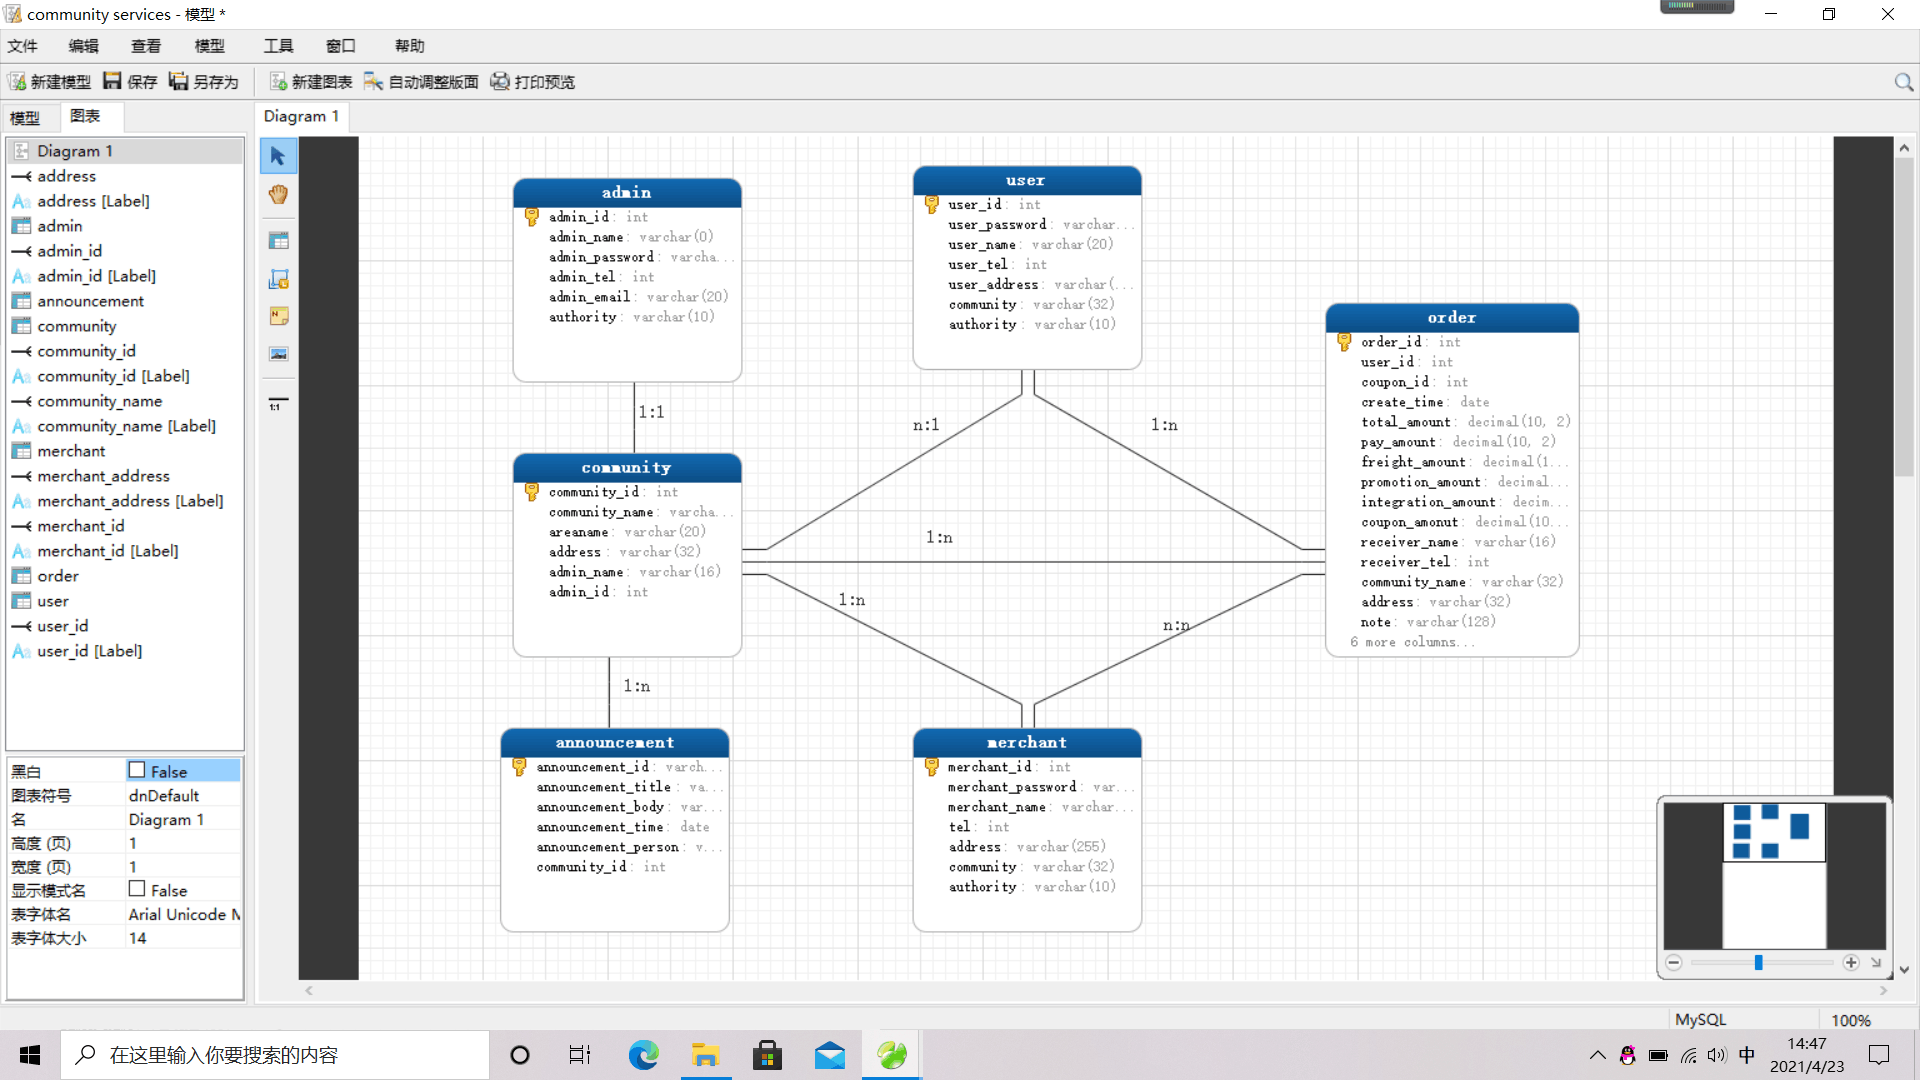 community services - 模型 *
文件 编辑 查看 模型 工具 窗口 帮助
新建模型 保存 另存为 新建图表 自动调整版面 打印预览
模型 图表 Diagram 1
Diagram 1
address
address [Label]
admin
admin_id
admin_id [Label]
announcement
community
community_id
community_id [Label]
community_name
community_name [Label]
merchant
merchant_address
merchant_address [Label]
merchant_id
merchant_id [Label]
order
user
user_id
user_id [Label]
黑白 False
图表符号 dnDefault
名 Diagram 1
高度 (页) 1
宽度 (页) 1
显示模式名 False
表字体名 Arial Unicode M
表字体大小 14
1:1
admin
admin_id: int
admin_name: varchar(0)
admin_password: varcha...
admin_tel: int
admin_email: varchar(20)
authority: varchar(10)
user
user_id: int
user_password: varchar...
user_name: varchar(20)
user_tel: int
user_address: varchar(...
community: varchar(32)
authority: varchar(10)
order
order_id: int
user_id: int
coupon_id: int
create_time: date
total_amount: decimal(10, 2)
pay_amount: decimal(10, 2)
freight_amount: decimal(1...
promotion_amount: decimal...
integration_amount: decim...
coupon_amonut: decimal(10...
receiver_name: varchar(16)
receiver_tel: int
community_name: varchar(32)
address: varchar(32)
note: varchar(128)
6 more columns...
1:1
n:1
1:n
community
community_id: int
community_name: varcha...
areaname: varchar(20)
address: varchar(32)
admin_name: varchar(16)
admin_id: int
1:n
1:n
n:n
1:n
announcement
announcement_id: varch...
announcement_title: va...
announcement_body: var...
announcement_time: date
announcement_person: v...
community_id: int
merchant
merchant_id: int
merchant_password: var...
merchant_name: varchar...
tel: int
address: varchar(255)
community: varchar(32)
authority: varchar(10)
MySQL 100%
在这里输入你要搜索的内容
中
14:47
2021/4/23